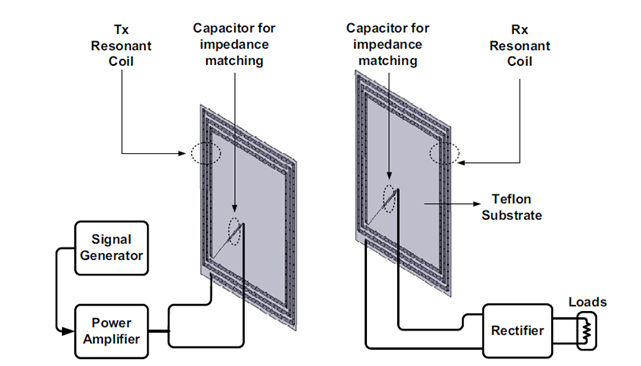 Tx
Resonant
Coil
Capacitor for
impedance
matching
Capacitor for
impedance
matching
Rx
Resonant
Coil
Teflon
Substrate
Signal
Generator
Power
Amplifier
Rectifier
Loads